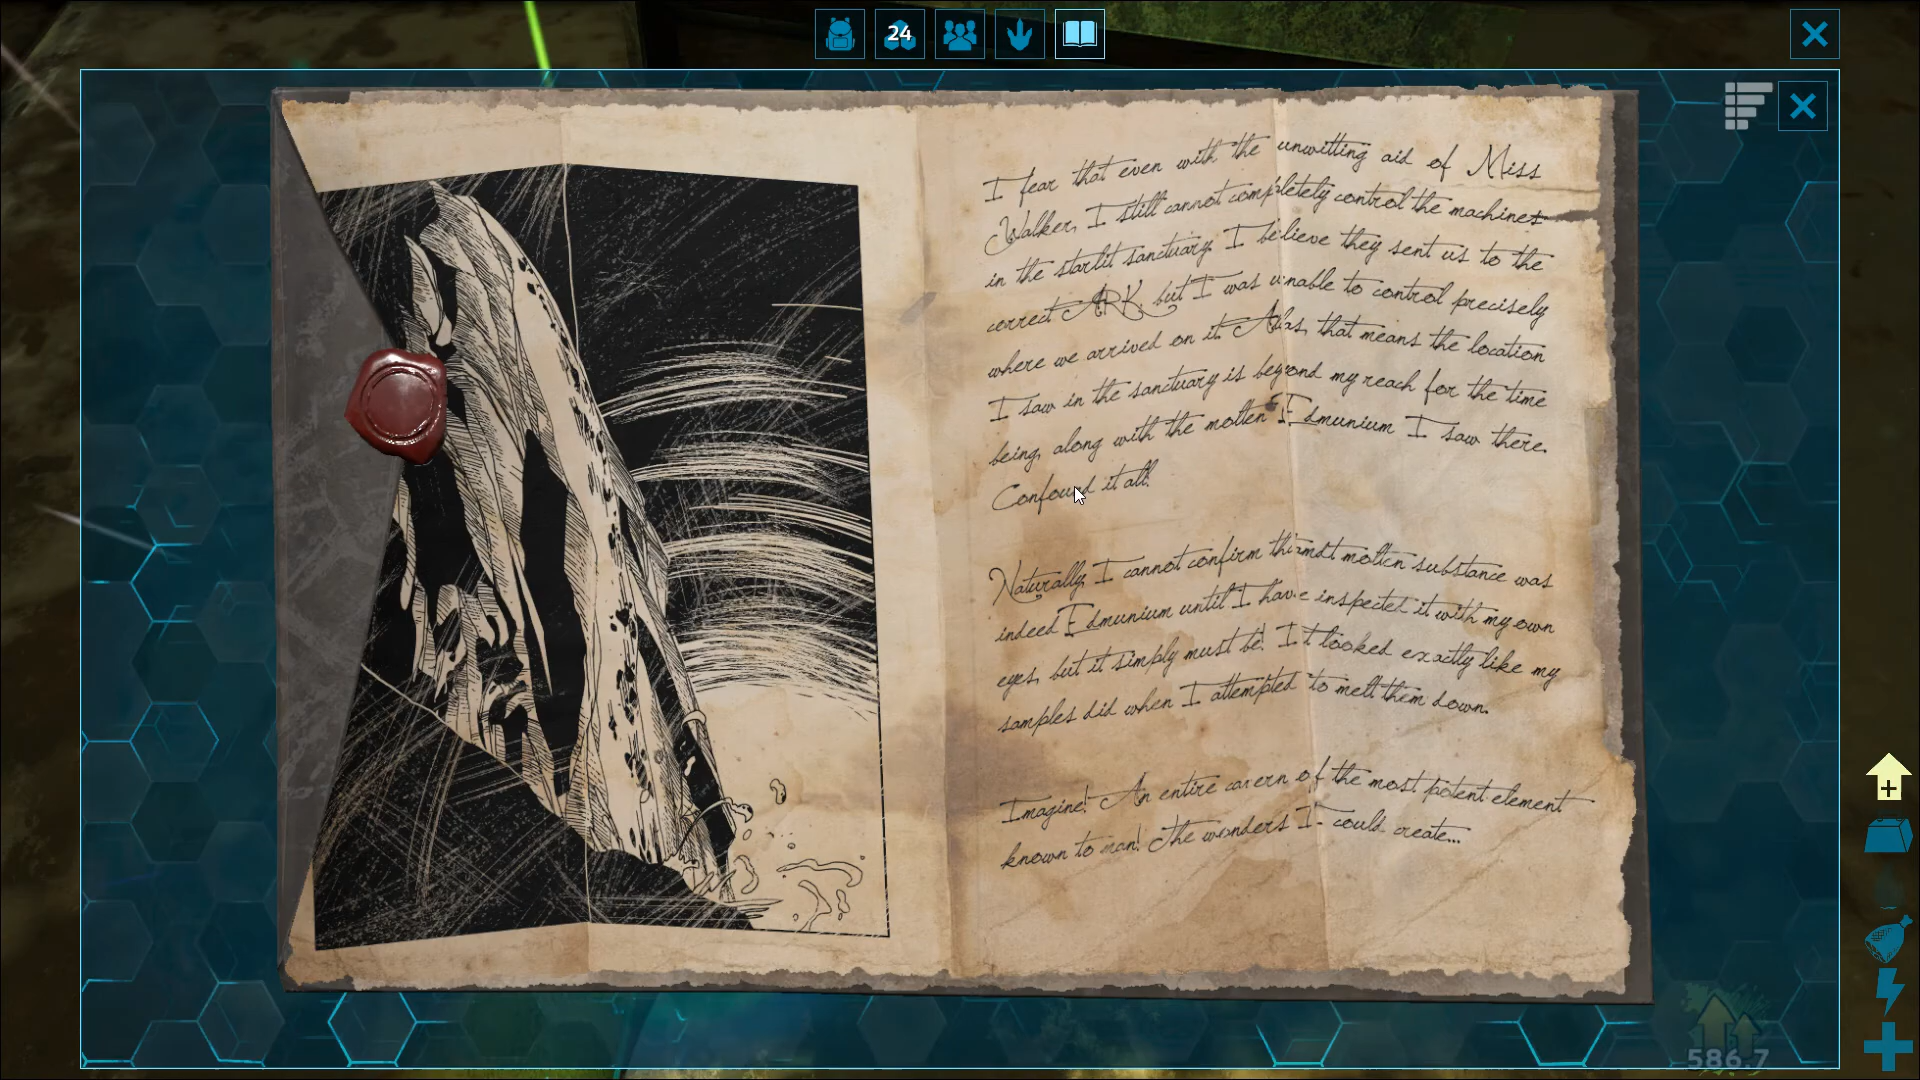 24
I fear that even with the unwitting aid of Miss
Walker, I still cannot completely control the machines
in the starlit sanctuary. I believe they sent us to the
correct ARK, but I was unable to control precisely
where we arrived on it. Alas, that means the location
I saw in the sanctuary is beyond my reach for the time
being, along with the molten Edmunium I saw there.
Confound it all!
Naturally, I cannot confirm that molten substance was
indeed Edmunium until I have inspected it with my own
eyes, but it simply must be! It looked exactly like my
samples did when I attempted to melt them down.
Imagine! An entire cavern of the most potent element
known to man! The wonders I could create...
586.7